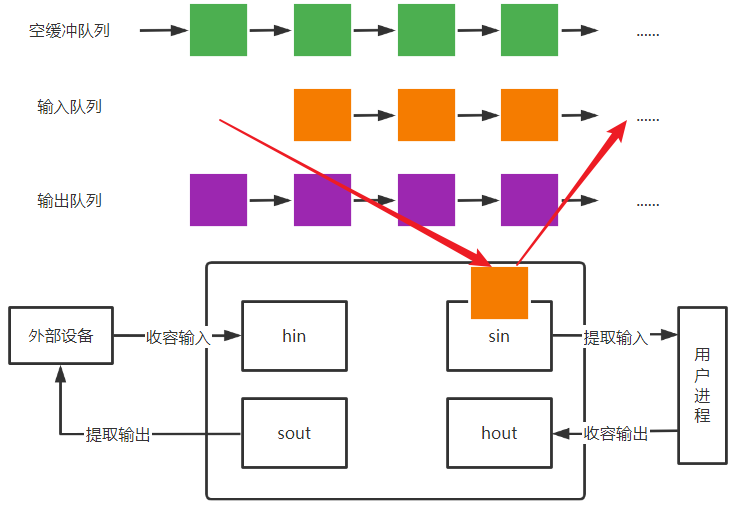 空缓冲队列
......
输入队列
......
输出队列
......
外部设备
收容输入
hin
sin
提取输入
用户进程
提取输出
sout
hout
收容输出